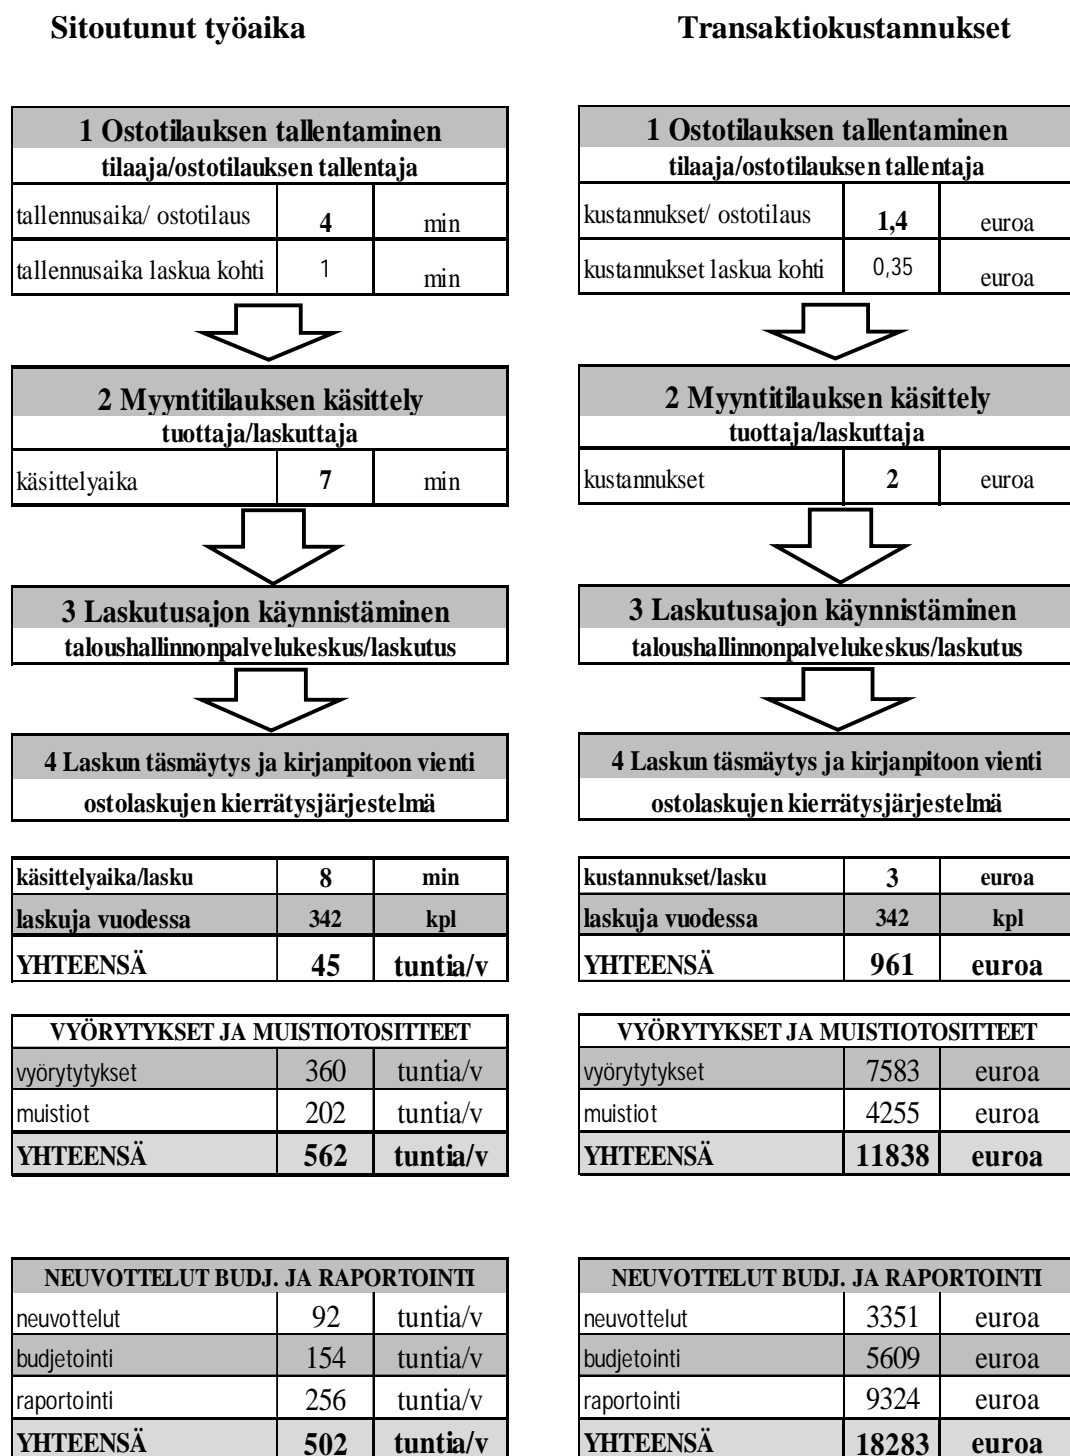 Sitoutunut työaika
1 Ostotilauksen tallentaminen
tilaaja/ostotilauksen tallentaja
tallennusaika/ ostotilaus 4 min
tallennusaika laskua kohti 1 min
2 Myyntitilauksen käsittely
tuottaja/laskuttaja
käsittelyaika 7 min
3 Laskutusajon käynnistäminen
taloushallinnonpalvelukeskus/laskutus
4 Laskun täsmäytys ja kirjanpitoon vienti
ostolaskujen kierrätysjärjestelmä
käsittelyaika/lasku 8 min
laskuja vuodessa 342 kpl
YHTEENSÄ 45 tuntia/v
VYÖRYTYKSET JA MUISTIOTOSITTEET
vyörytytykset 360 tuntia/v
muistiot 202 tuntia/v
YHTEENSÄ 562 tuntia/v
NEUVOTTELUT BUDJ. JA RAPORTOINTI
neuvottelut 92 tuntia/v
budjetointi 154 tuntia/v
raportointi 256 tuntia/v
YHTEENSÄ 502 tuntia/v
Transaktiokustannukset
1 Ostotilauksen tallentaminen
tilaaja/ostotilauksen tallentaja
kustannukset/ ostotilaus 1,4 euroa
kustannukset laskua kohti 0,35 euroa
2 Myyntitilauksen käsittely
tuottaja/laskuttaja
kustannukset 2 euroa
3 Laskutusajon käynnistäminen
taloushallinnonpalvelukeskus/laskutus
4 Laskun täsmäytys ja kirjanpitoon vienti
ostolaskujen kierrätysjärjestelmä
kustannukset/lasku 3 euroa
laskuja vuodessa 342 kpl
YHTEENSÄ 961 euroa
VYÖRYTYKSET JA MUISTIOTOSITTEET
vyörytytykset 7583 euroa
muistiot 4255 euroa
YHTEENSÄ 11838 euroa
NEUVOTTELUT BUDJ. JA RAPORTOINTI
neuvottelut 3351 euroa
budjetointi 5609 euroa
raportointi 9324 euroa
YHTEENSÄ 18283 euroa